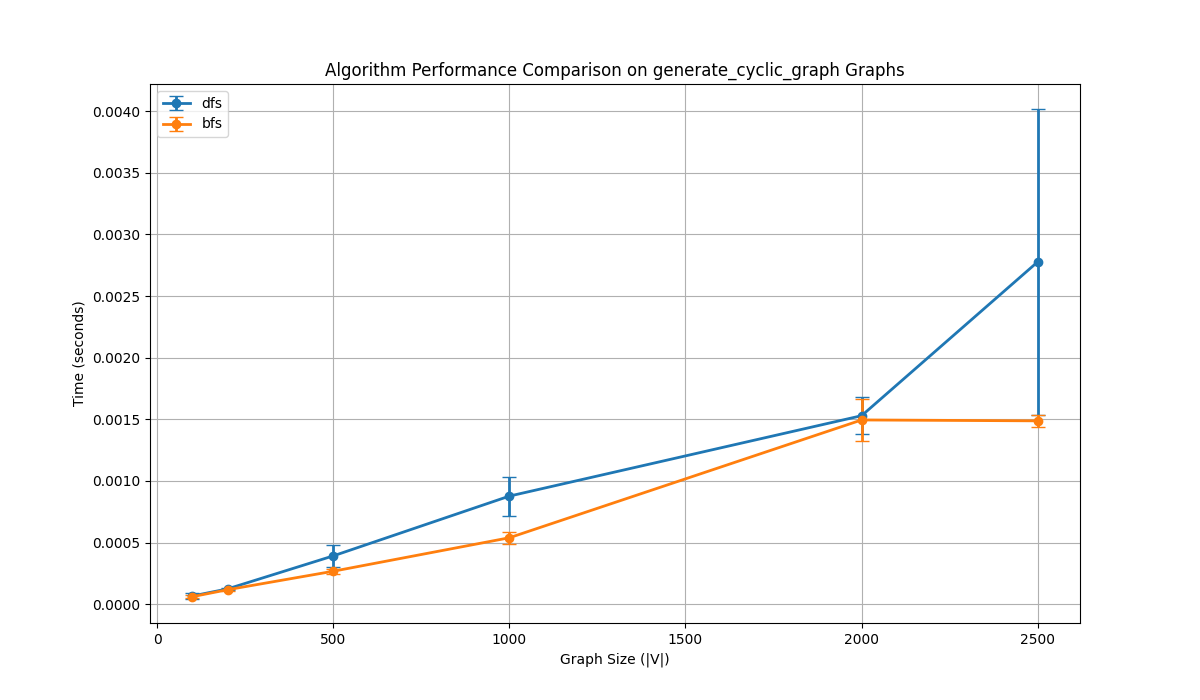 Algorithm Performance Comparison on generate_cyclic_graph Graphs
dfs
bfs
0.0040
0.0035
0.0030
0.0025
0.0020
0.0015
0.0010
0.0005
0.0000
Time (seconds)
0 500 1000 1500 2000 2500
Graph Size (|V|)